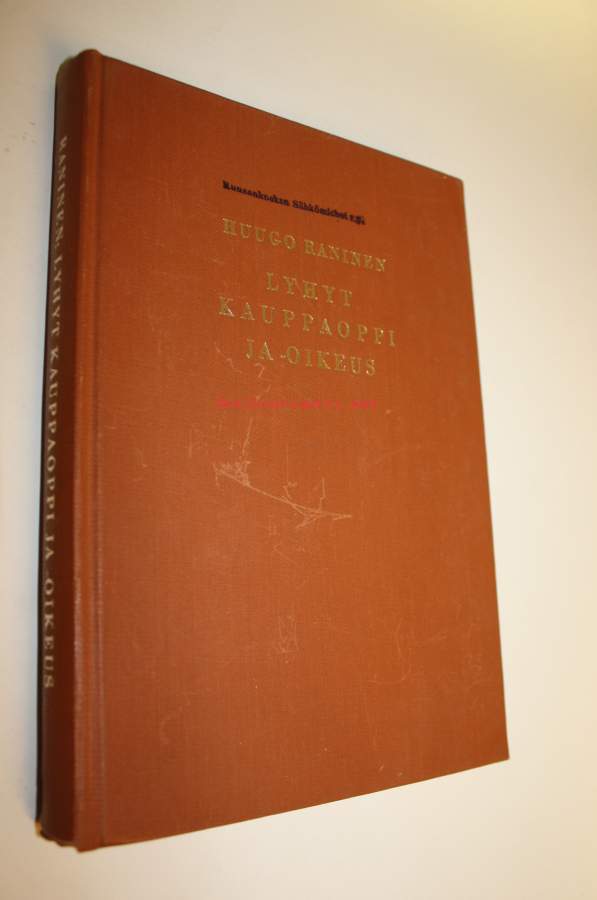 Kuusankosken Sähkömiehet r.y.
HUUGO RANINEN
LYHYT
KAUPPAOPPI
JA -OIKEUS
RANINEN: LYHYT KAUPPAOPPI JA -OIKEUS